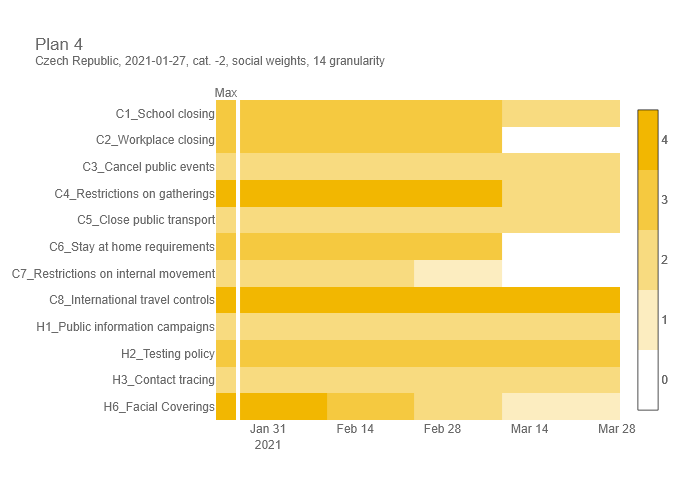 Plan 4
Czech Republic, 2021-01-27, cat. -2, social weights, 14 granularity
Max
C1_School closing
C2_Workplace closing
C3_Cancel public events
C4_Restrictions on gatherings
C5_Close public transport
C6_Stay at home requirements
C7_Restrictions on internal movement
C8_International travel controls
H1_Public information campaigns
H2_Testing policy
H3_Contact tracing
H6_Facial Coverings
Jan 31 Feb 14 Feb 28 Mar 14 Mar 28
2021
4
3
2
1
0